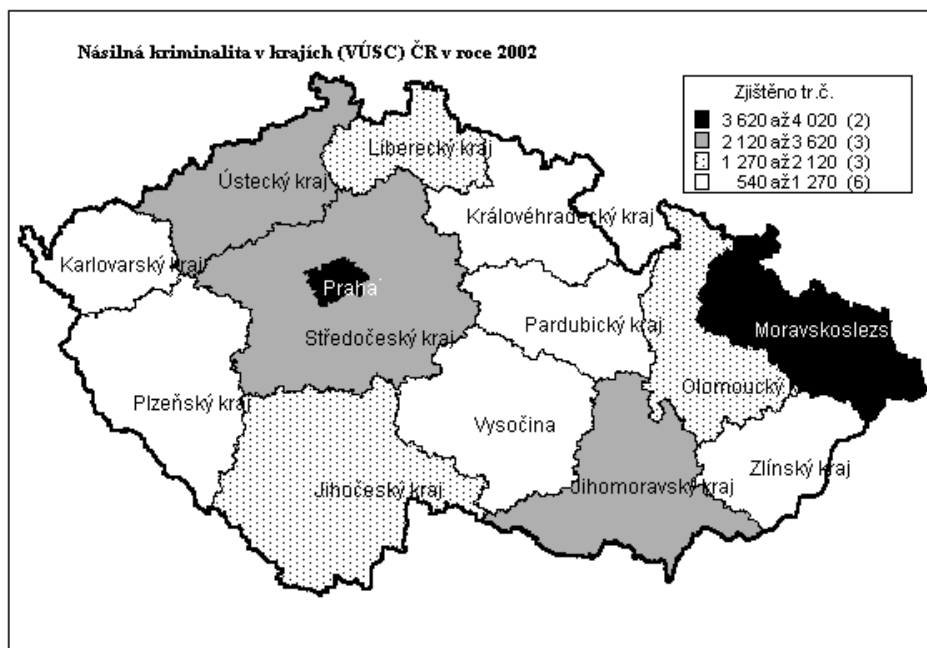 Násilná kriminalita v krajích (VÚSC) ČR v roce 2002
Zjištěno tr.č.
3 620 až 4 020 (2)
2 120 až 3 620 (3)
1 270 až 2 120 (3)
540 až 1 270 (6)
Liberecký kraj
Ústecký kraj
Královéhradecký kraj
Karlovarský kraj
Praha
Středočeský kraj
Pardubický kraj
Moravskoslezs
Olomoucký
Plzeňský kraj
Vysočina
Zlínský kraj
Jihočeský kraj
Jihomoravský kraj